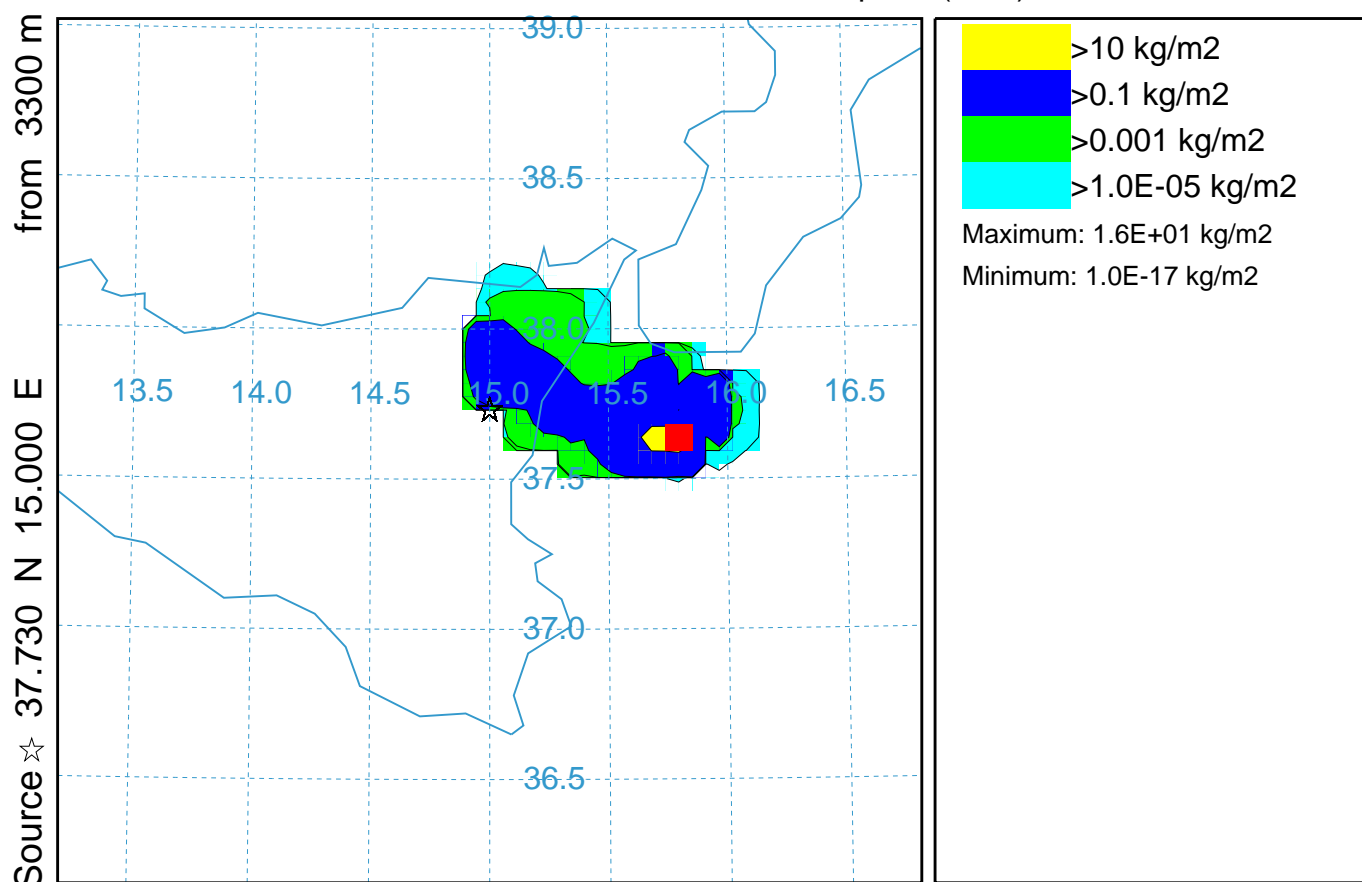 39.0
38.5
38.0
13.5 14.0 14.5 15.0 15.5 16.0 16.5
37.5
37.0
36.5
Source ☆ 37.730 N 15.000 E from 3300 m
>10 kg/m2
>0.1 kg/m2
>0.001 kg/m2
>1.0E-05 kg/m2
Maximum: 1.6E+01 kg/m2
Minimum: 1.0E-17 kg/m2